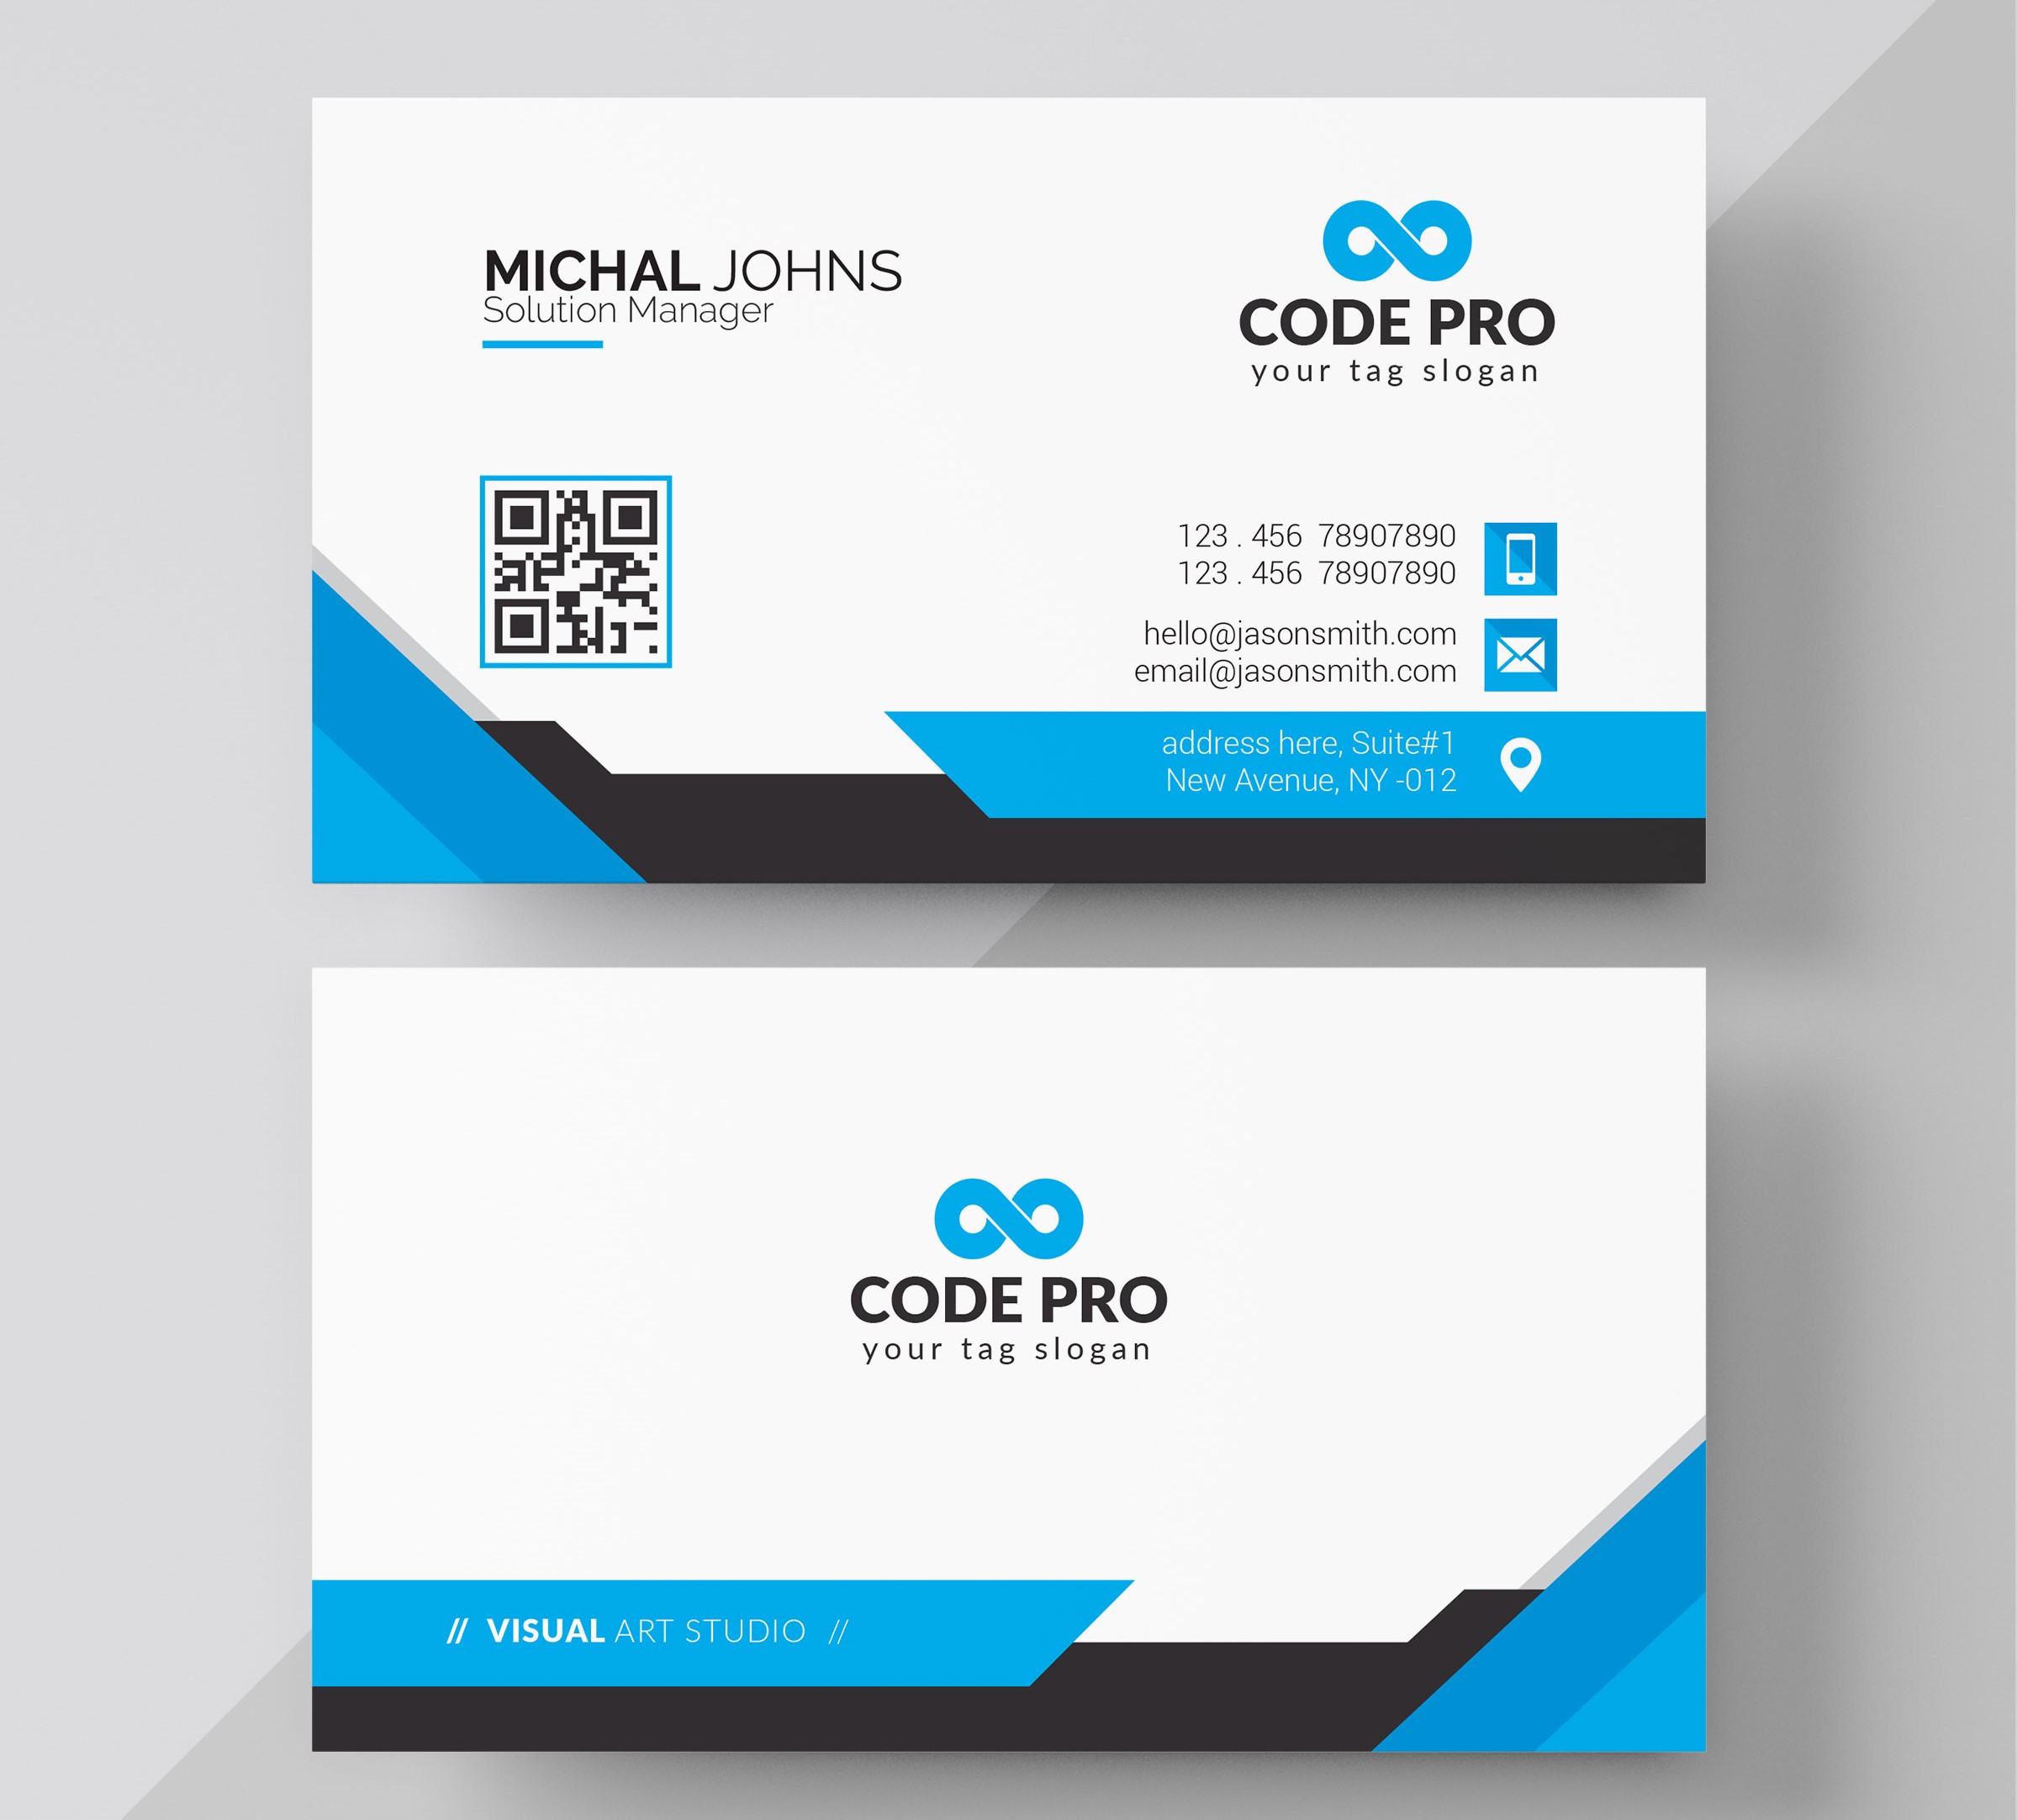 MICHAL JOHNS
Solution Manager
CODE PRO
your tag slogan
123 . 456 78907890
123 . 456 78907890
hello@jasonsmith.com
email@jasonsmith.com
address here, Suite#1
New Avenue, NY -012
CODE PRO
your tag slogan
// VISUAL ART STUDIO //